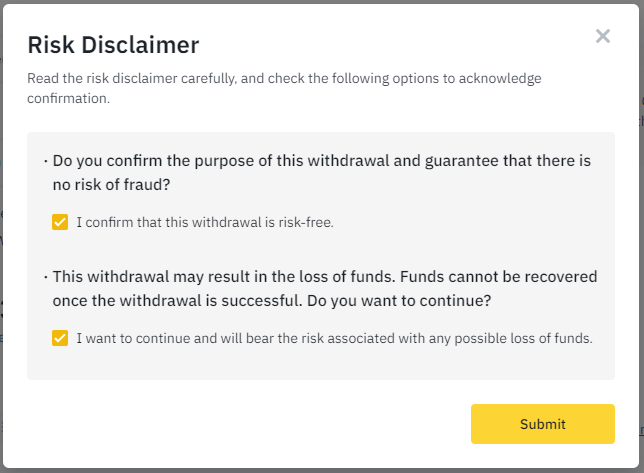 Risk Disclaimer
Read the risk disclaimer carefully, and check the following options to acknowledge
confirmation.
· Do you confirm the purpose of this withdrawal and guarantee that there is
no risk of fraud?
I confirm that this withdrawal is risk-free.
· This withdrawal may result in the loss of funds. Funds cannot be recovered
once the withdrawal is successful. Do you want to continue?
I want to continue and will bear the risk associated with any possible loss of funds.
Submit